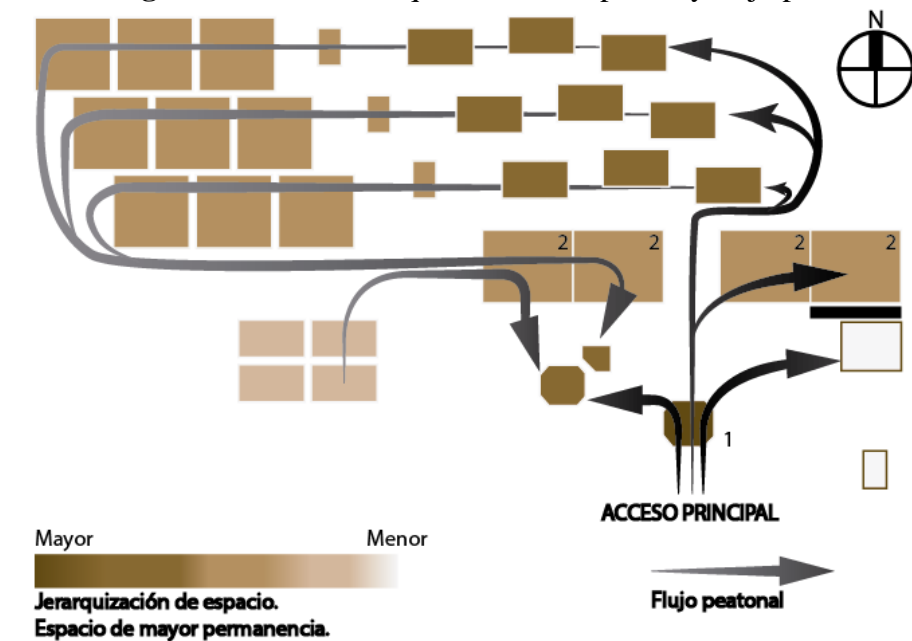 N
2 2 2 2
1
ACCESO PRINCIPAL
Mayor Menor
Jerarquización de espacio.
Espacio de mayor permanencia.
Flujo peatonal